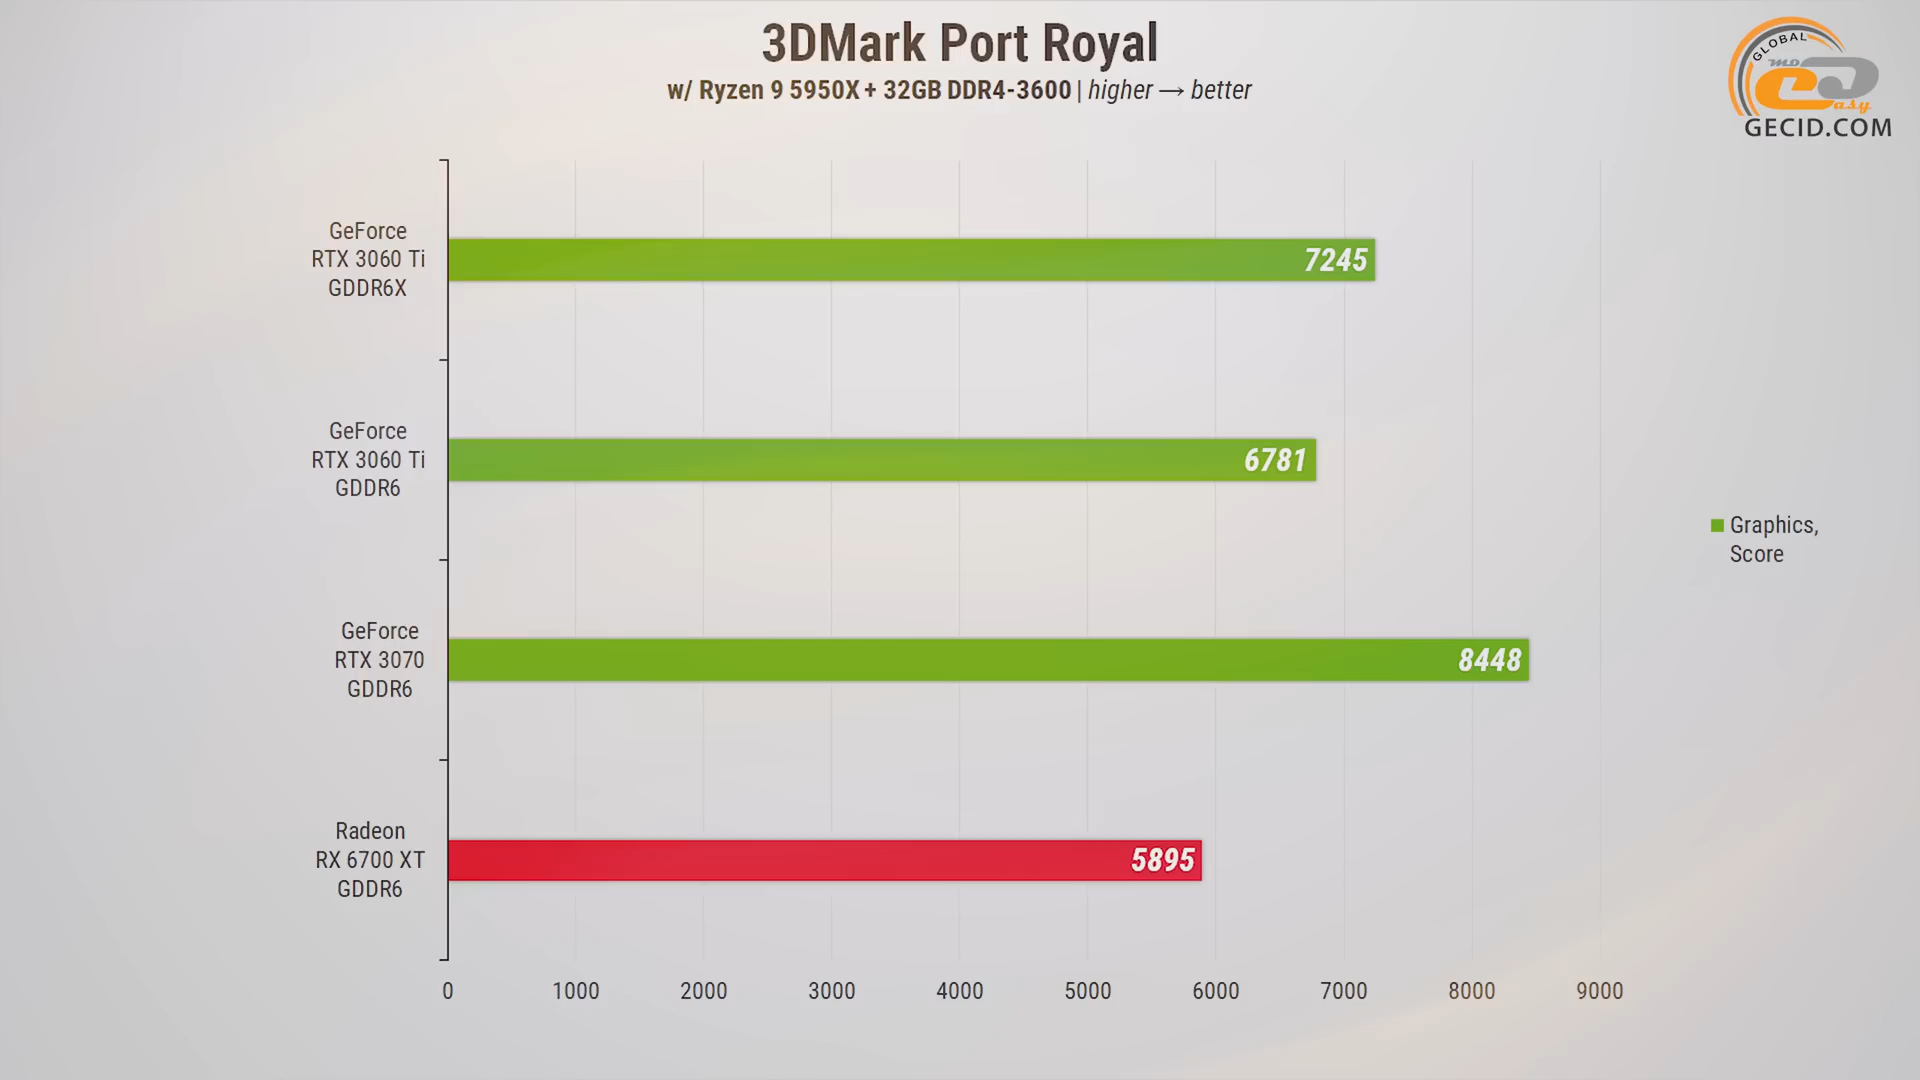 3DMark Port Royal
w/ Ryzen 9 5950X + 32GB DDR4-3600 | higher → better
GLOBAL
mo
easy
GECID.COM
GeForce
RTX 3060 Ti
GDDR6X
7245
GeForce
RTX 3060 Ti
GDDR6
6781
Graphics,
Score
GeForce
RTX 3070
GDDR6
8448
Radeon
RX 6700 XT
GDDR6
5895
0 1000 2000 3000 4000 5000 6000 7000 8000 9000